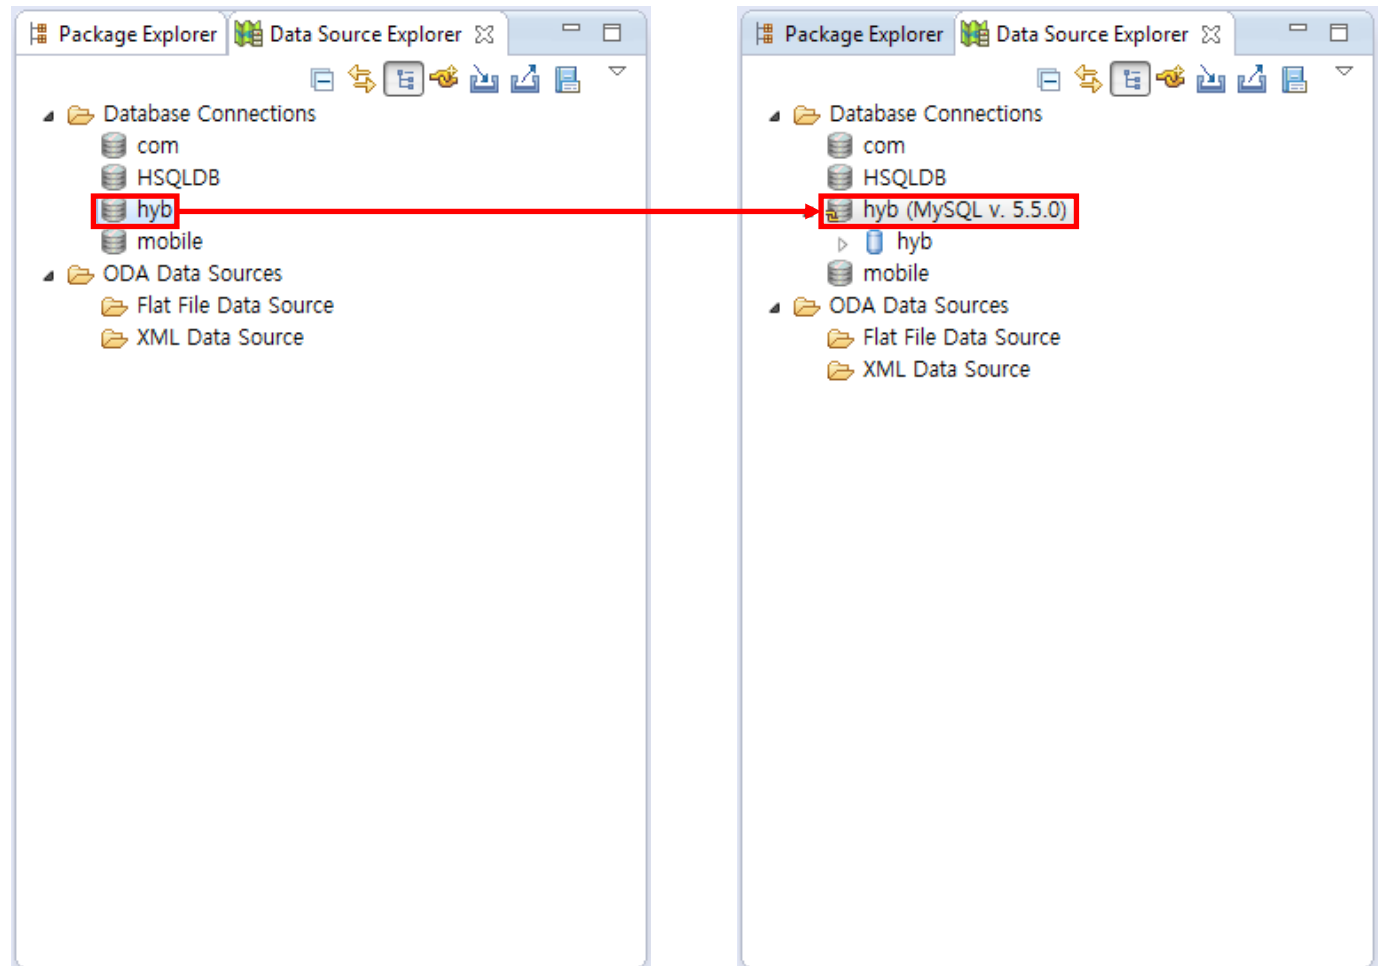 Package Explorer Data Source Explorer
Database Connections
com
HSQLDB
hyb
mobile
ODA Data Sources
Flat File Data Source
XML Data Source
Package Explorer Data Source Explorer
Database Connections
com
HSQLDB
hyb (MySQL v. 5.5.0)
hyb
mobile
ODA Data Sources
Flat File Data Source
XML Data Source